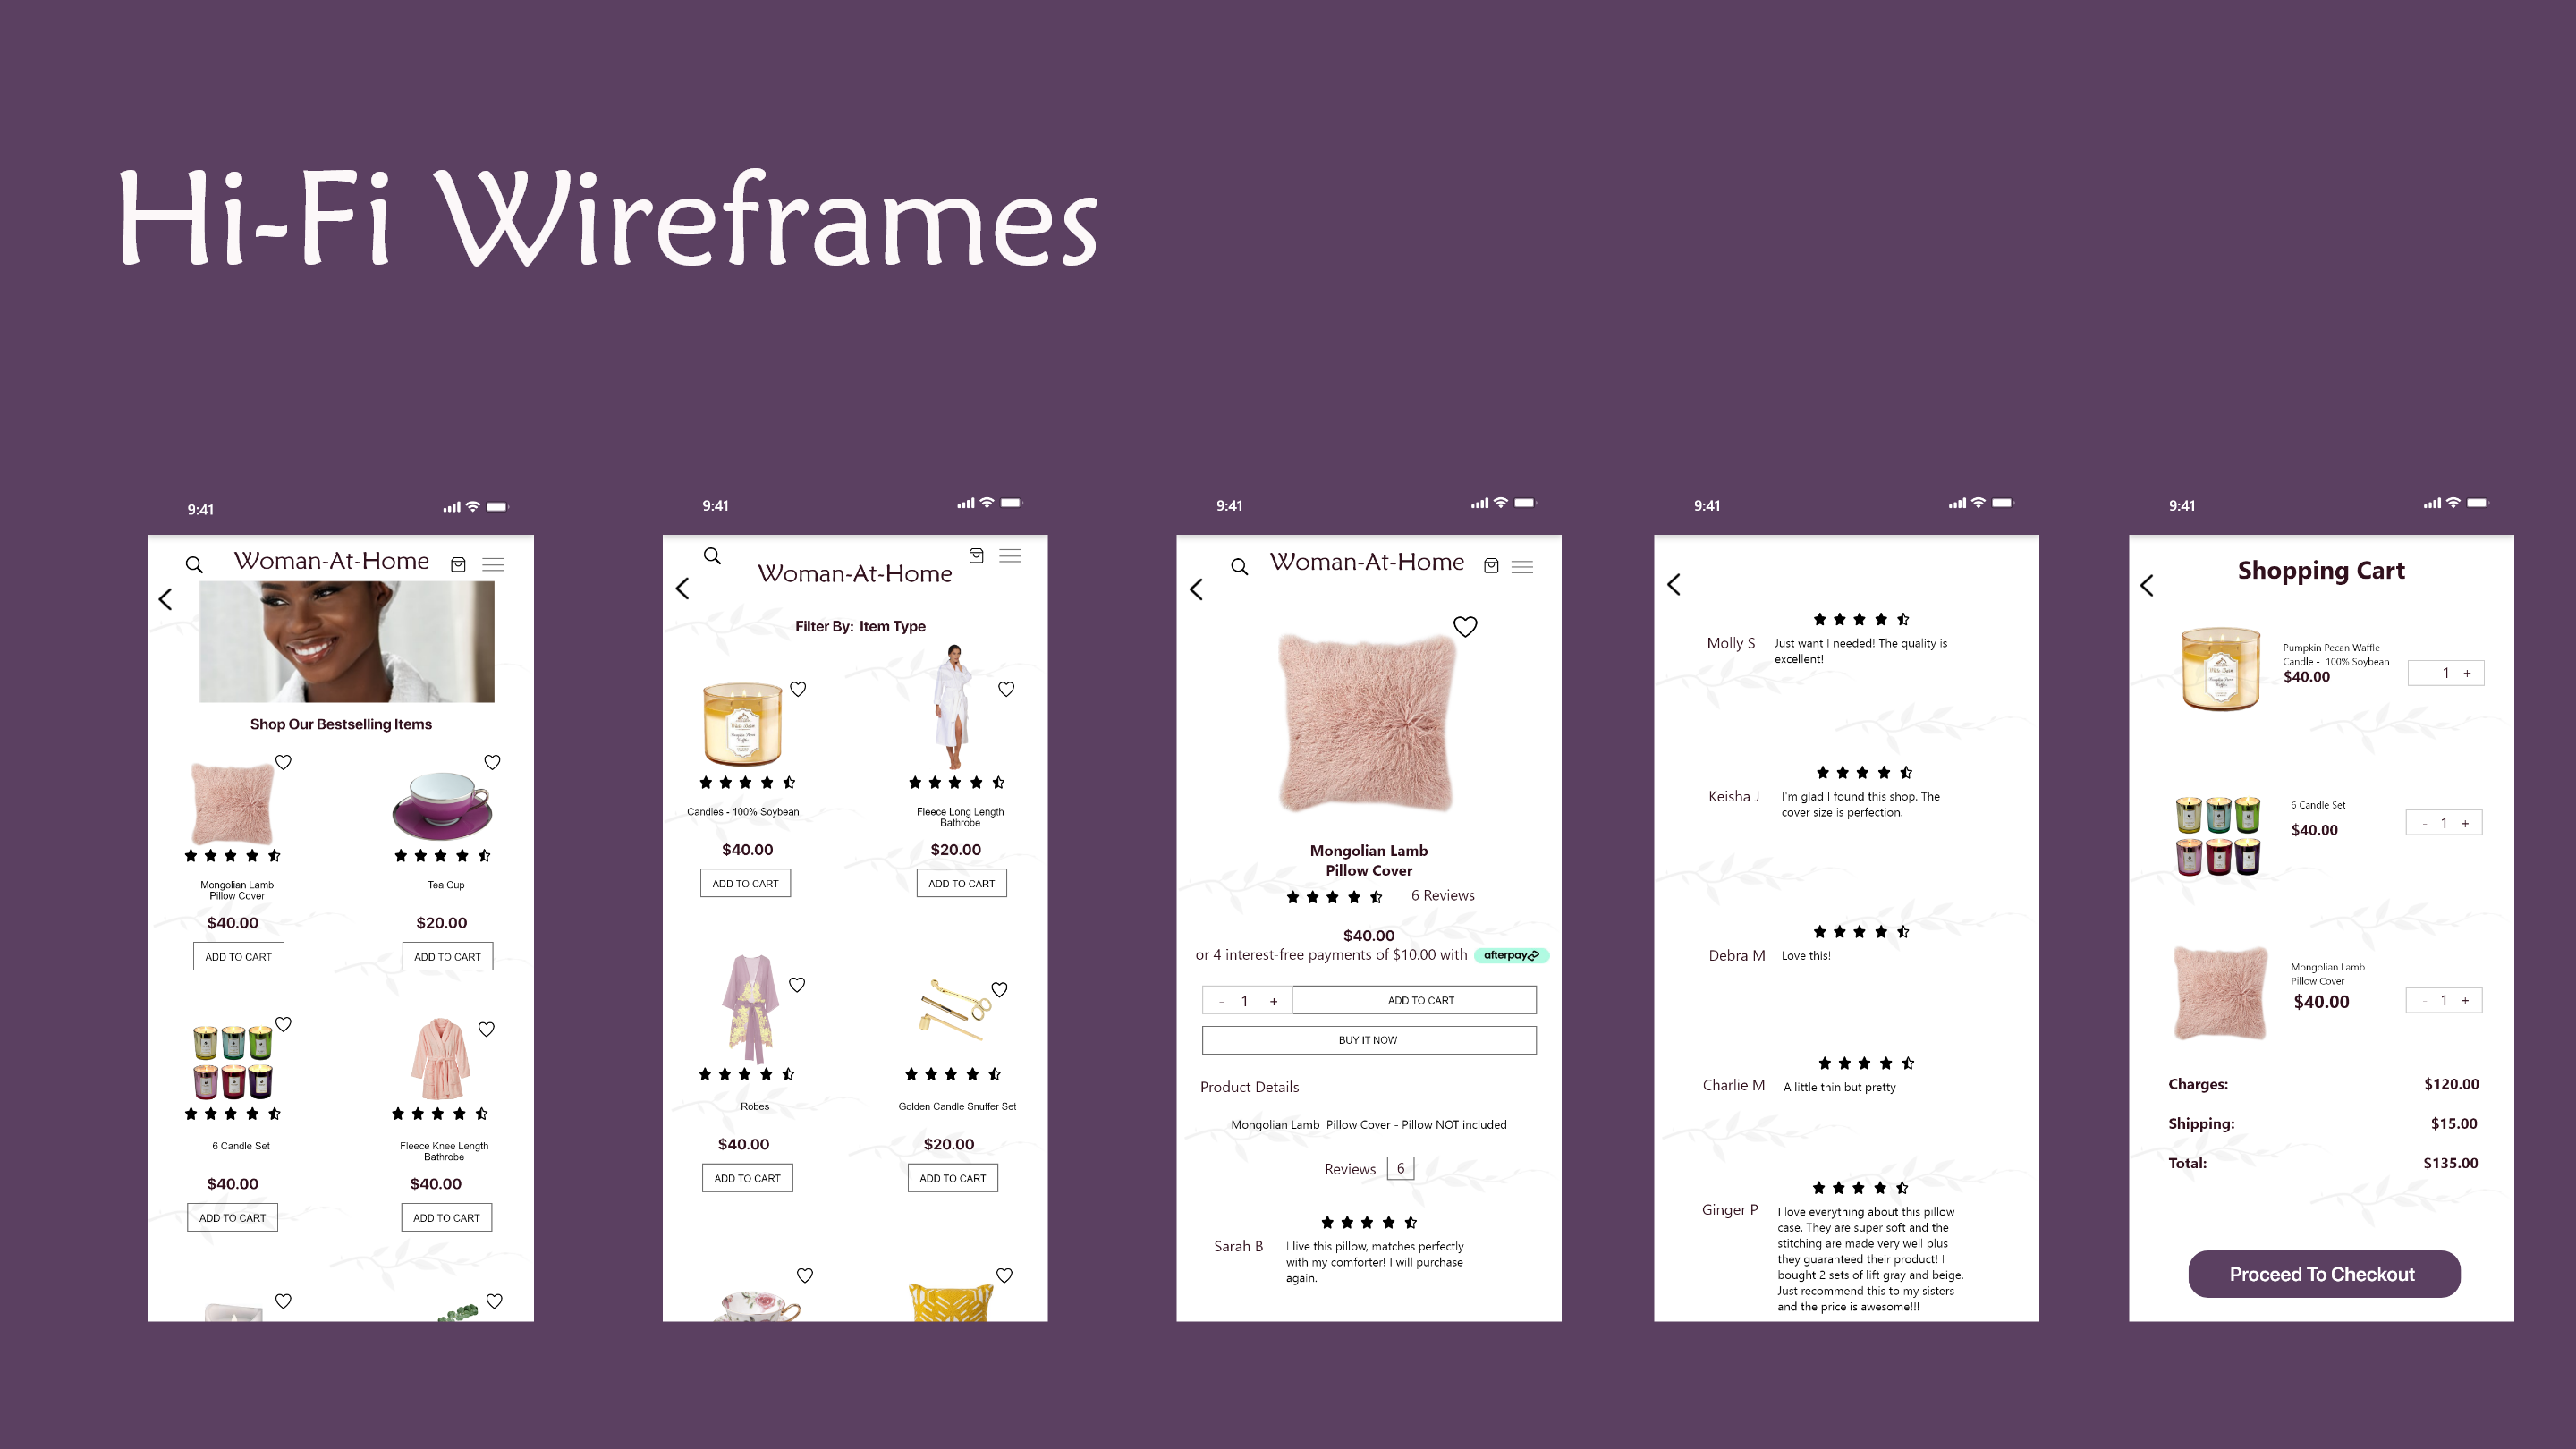 Hi-Fi Wireframes
9:41
Woman-At-Home
Shop Our Bestselling Items
Mongolian Lamb
Pillow Cover
$40.00
ADD TO CART
Tea Cup
$20.00
ADD TO CART
6 Candle Set
$40.00
ADD TO CART
Fleece Knee Length
Bathrobe
$40.00
ADD TO CART
9:41
Woman-At-Home
Filter By: Item Type
Candles - 100% Soybean
$40.00
ADD TO CART
Fleece Long Length
Bathrobe
$20.00
ADD TO CART
Robes
$40.00
ADD TO CART
Golden Candle Snuffer Set
$20.00
ADD TO CART
9:41
Woman-At-Home
Mongolian Lamb
Pillow Cover
6 Reviews
$40.00
or 4 interest-free payments of $10.00 with afterpay
- 1 + ADD TO CART
BUY IT NOW
Product Details
Mongolian Lamb Pillow Cover - Pillow NOT included
Reviews 6
Sarah B
I live this pillow, matches perfectly
with my comforter! I will purchase
again.
9:41
Molly S
Just want I needed! The quality is
excellent!
Keisha J
I'm glad I found this shop. The
cover size is perfection.
Debra M
Love this!
Charlie M
A little thin but pretty
Ginger P
I love everything about this pillow
case. They are super soft and the
stitching are made very well plus
they guaranteed their product! I
bought 2 sets of lift gray and beige.
Just recommend this to my sisters
and the price is awesome!!!
9:41
Shopping Cart
Pumpkin Pecan Waffle
Candle - 100% Soybean
$40.00
- 1 +
6 Candle Set
$40.00
- 1 +
Mongolian Lamb
Pillow Cover
$40.00
- 1 +
Charges: $120.00
Shipping: $15.00
Total: $135.00
Proceed To Checkout